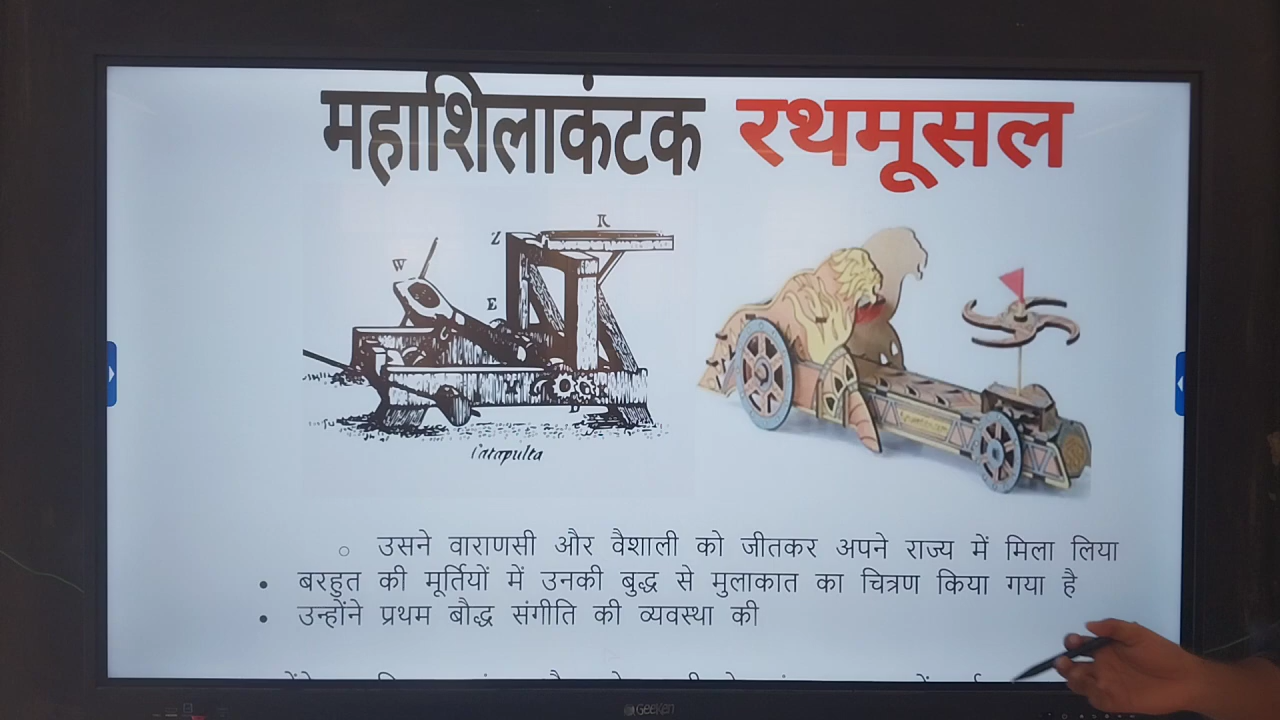 महाशिलाकंटक रथमूसल
Z
R
W
E
Catapulta
उसने वाराणसी और वैशाली को जीतकर अपने राज्य में मिला लिया
बरहुत की मूर्तियों में उनकी बुद्ध से मुलाकात का चित्रण किया गया है
उन्होंने प्रथम बौद्ध संगीति की व्यवस्था की
GeeKen